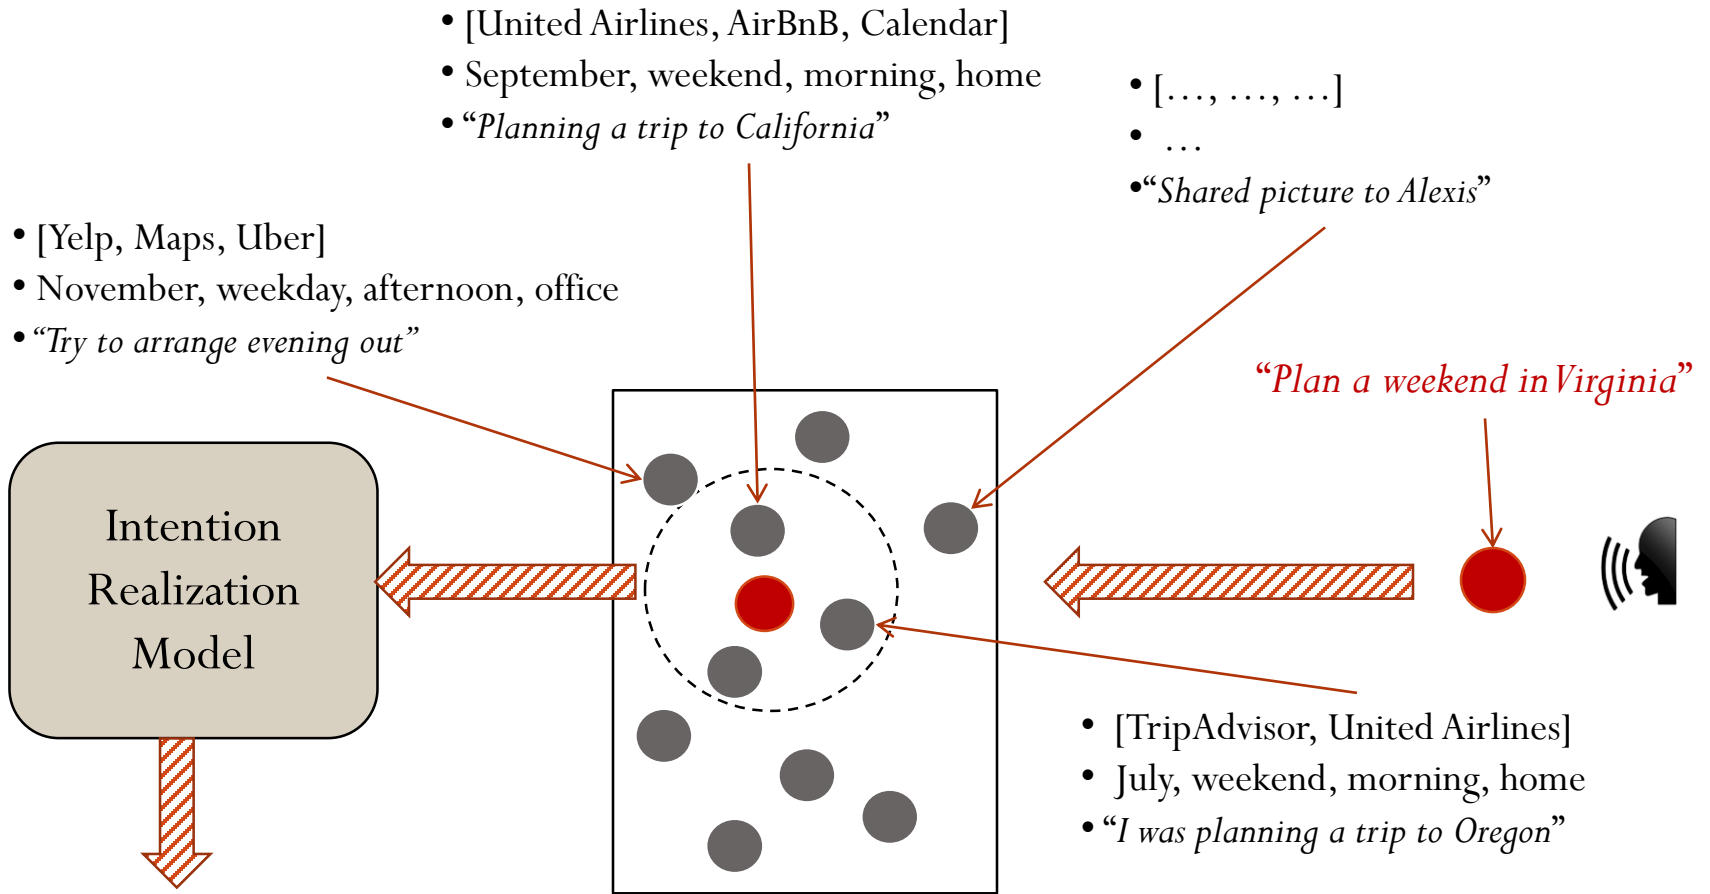 • [United Airlines, AirBnB, Calendar]
• September, weekend, morning, home
• “Planning a trip to California”
• […, …, …]
• …
•“Shared picture to Alexis”
• [Yelp, Maps, Uber]
• November, weekday, afternoon, office
• “Try to arrange evening out”
“Plan a weekend in Virginia”
Intention
Realization
Model
• [TripAdvisor, United Airlines]
• July, weekend, morning, home
• “I was planning a trip to Oregon”